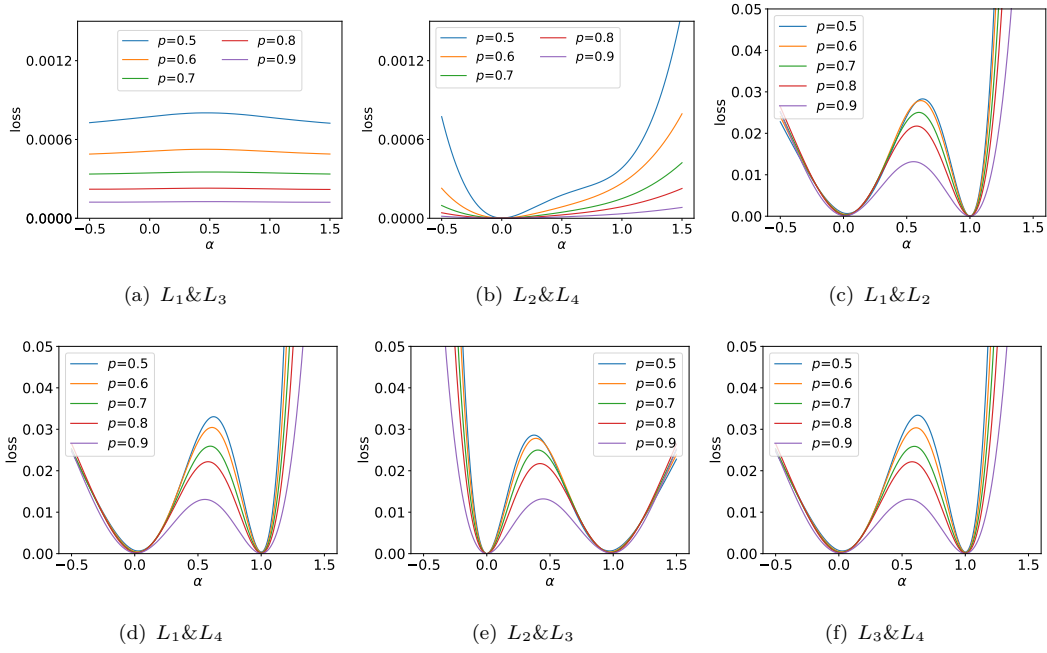 p=0.5
p=0.6
p=0.7
p=0.8
p=0.9
0.0012
0.0006
0.0000
0.0000
loss
−0.5 0.0 0.5 1.0 1.5
α
(a) L₁&L₃
p=0.5
p=0.6
p=0.7
p=0.8
p=0.9
0.0012
0.0006
0.0000
loss
−0.5 0.0 0.5 1.0 1.5
α
(b) L₂&L₄
p=0.5
p=0.6
p=0.7
p=0.8
p=0.9
0.05
0.04
0.03
0.02
0.01
0.00
loss
−0.5 0.0 0.5 1.0 1.5
α
(c) L₁&L₂
p=0.5
p=0.6
p=0.7
p=0.8
p=0.9
0.05
0.04
0.03
0.02
0.01
0.00
loss
−0.5 0.0 0.5 1.0 1.5
α
(d) L₁&L₄
p=0.5
p=0.6
p=0.7
p=0.8
p=0.9
0.05
0.04
0.03
0.02
0.01
0.00
loss
−0.5 0.0 0.5 1.0 1.5
α
(e) L₂&L₃
p=0.5
p=0.6
p=0.7
p=0.8
p=0.9
0.05
0.04
0.03
0.02
0.01
0.00
loss
−0.5 0.0 0.5 1.0 1.5
α
(f) L₃&L₄